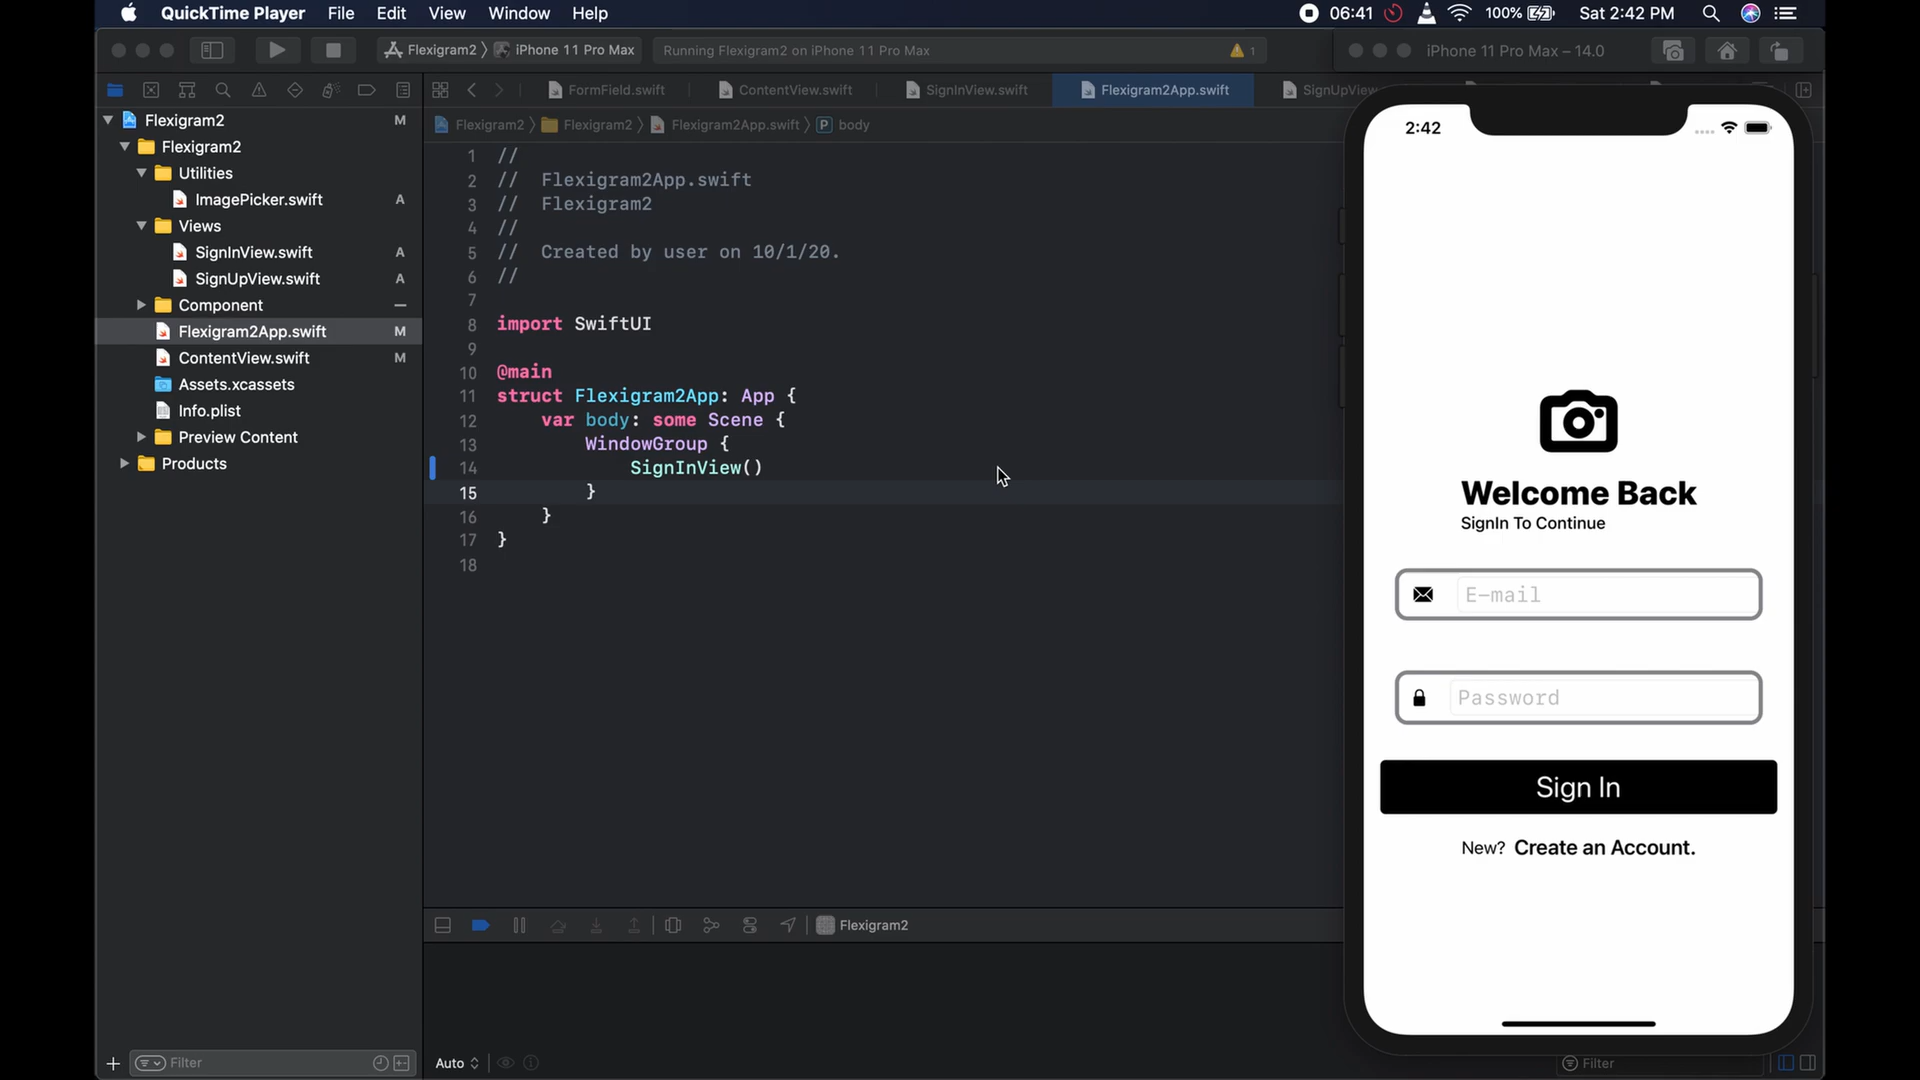 QuickTime Player File Edit View Window Help 06:41 100% Sat 2:42 PM
Flexigram2 iPhone 11 Pro Max Running Flexigram2 on iPhone 11 Pro Max 1 iPhone 11 Pro Max – 14.0
FormField.swift ContentView.swift SignInView.swift Flexigram2App.swift SignUpView
Flexigram2 Flexigram2 Flexigram2App.swift P body
Flexigram2 M
Flexigram2
Utilities
ImagePicker.swift A
Views
SignInView.swift A
SignUpView.swift A
Component –
Flexigram2App.swift M
ContentView.swift M
Assets.xcassets
Info.plist
Preview Content
Products
Filter
1 //
2 // Flexigram2App.swift
3 // Flexigram2
4 //
5 // Created by user on 10/1/20.
6 //
7
8 import SwiftUI
9
10 @main
11 struct Flexigram2App: App {
12 var body: some Scene {
13 WindowGroup {
14 SignInView()
15 }
16 }
17 }
18
Flexigram2
Auto
Filter
2:42
Welcome Back
SignIn To Continue
E-mail
Password
Sign In
New? Create an Account.